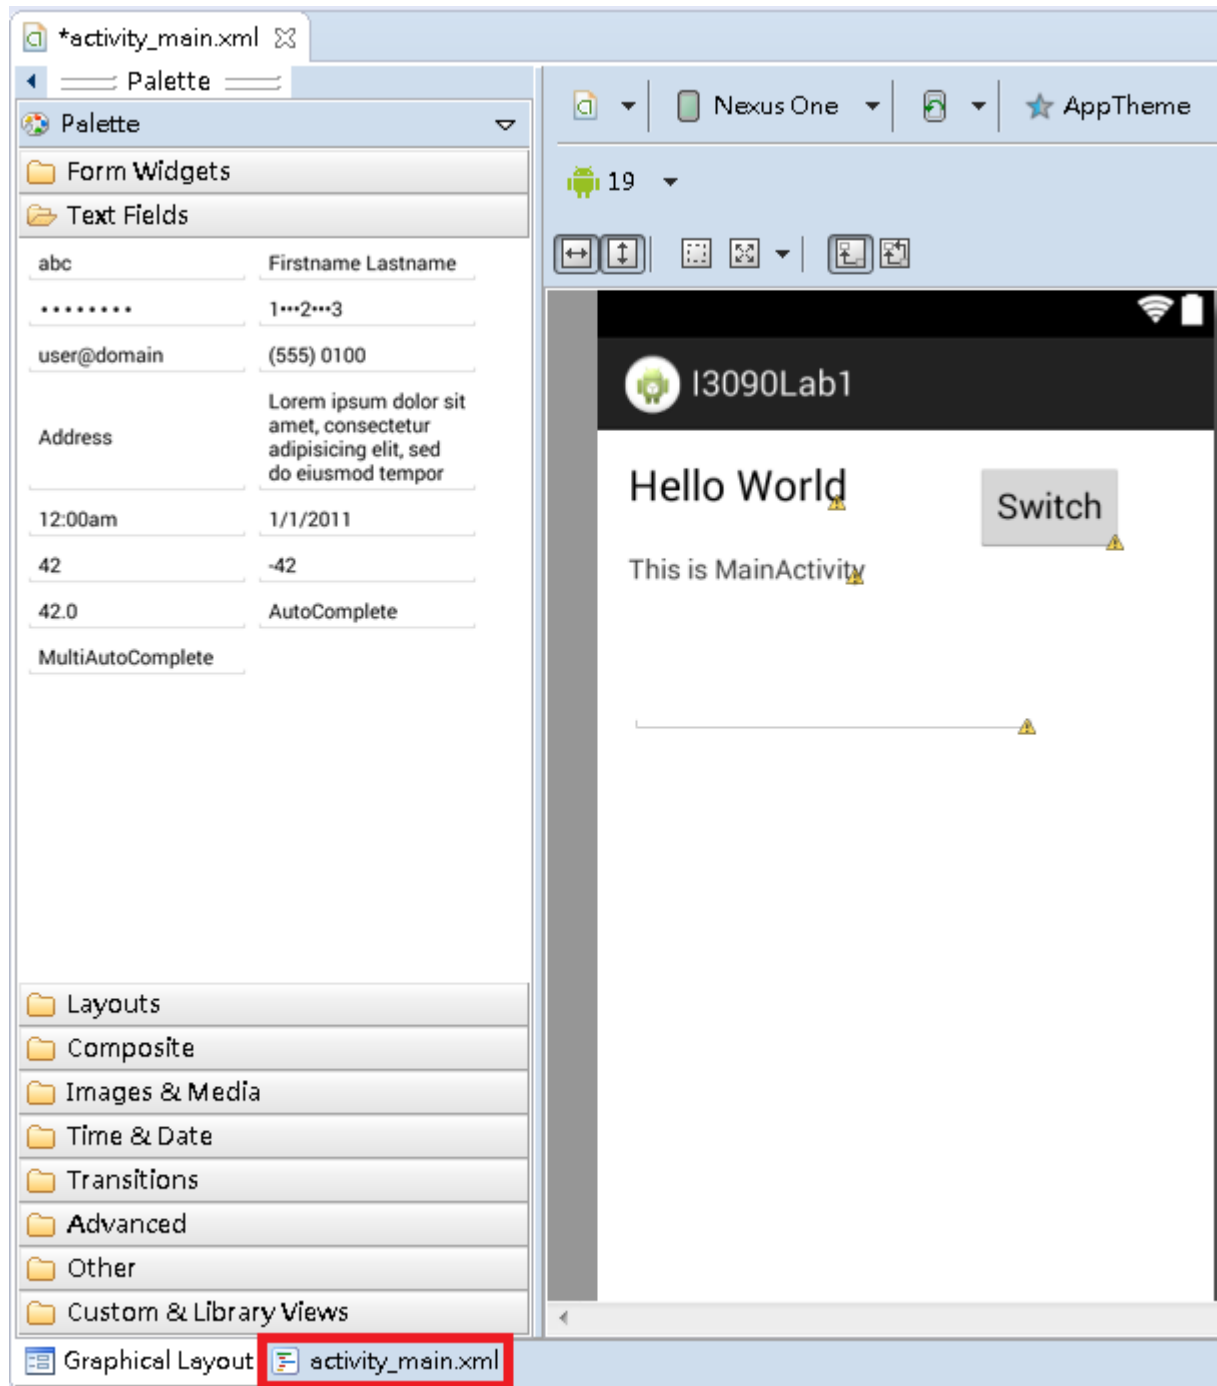 *activity_main.xml
Palette
Palette
Form Widgets
Text Fields
abc
Firstname Lastname
1•••2•••3
user@domain
(555) 0100
Address
Lorem ipsum dolor sit
amet, consectetur
adipisicing elit, sed
do eiusmod tempor
12:00am
1/1/2011
42
-42
42.0
AutoComplete
MultiAutoComplete
Layouts
Composite
Images & Media
Time & Date
Transitions
Advanced
Other
Custom & Library Views
Graphical Layout
activity_main.xml
Nexus One
AppTheme
19
I3090Lab1
Hello World
Switch
This is MainActivity